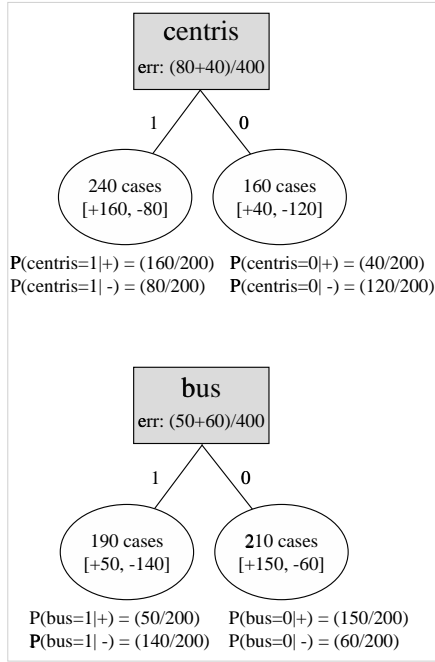 centris
err: (80+40)/400
1 0
240 cases 160 cases
[+160, -80] [+40, -120]
P(centris=1|+) = (160/200) P(centris=0|+) = (40/200)
P(centris=1| -) = (80/200) P(centris=0| -) = (120/200)
bus
err: (50+60)/400
1 0
190 cases 210 cases
[+50, -140] [+150, -60]
P(bus=1|+) = (50/200) P(bus=0|+) = (150/200)
P(bus=1| -) = (140/200) P(bus=0| -) = (60/200)